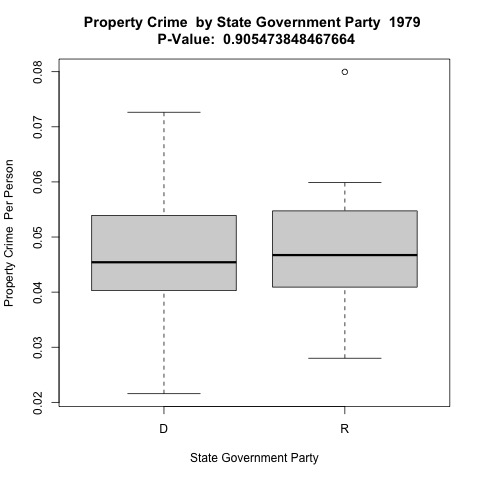 Property Crime  by State Government Party  1979
P-Value:  0.905473848467664
Property Crime  Per Person
0.08
0.07
0.06
0.05
0.04
0.03
0.02
D
R
State Government Party